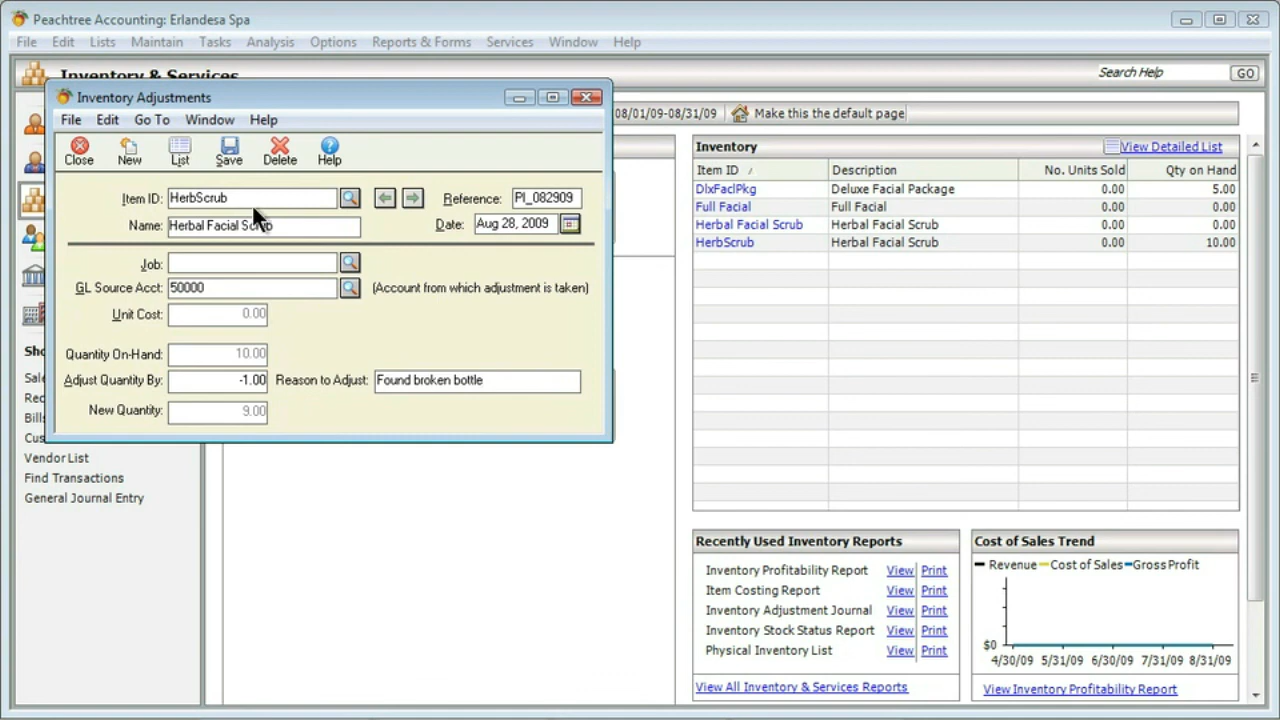 Peachtree Accounting: Erlandesa Spa
File Edit Lists Maintain Tasks Analysis Options Reports & Forms Services Window Help
Inventory & Services
Search Help GO
08/01/09-08/31/09 Make this the default page
Inventory Adjustments
File Edit Go To Window Help
Close New List Save Delete Help
Item ID: HerbScrub Reference: PI_082909
Name: Herbal Facial Scrub Date: Aug 28, 2009
Job:
GL Source Acct: 50000 (Account from which adjustment is taken)
Unit Cost: 0.00
Quantity On-Hand: 10.00
Adjust Quantity By: -1.00 Reason to Adjust: Found broken bottle
New Quantity: 9.00
Sho
Sale
Rec
Bills
Cus
Vendor List
Find Transactions
General Journal Entry
Inventory View Detailed List
Item ID / Description No. Units Sold Qty on Hand
DlxFaclPkg Deluxe Facial Package 0.00 5.00
Full Facial Full Facial 0.00 0.00
Herbal Facial Scrub Herbal Facial Scrub 0.00 0.00
HerbScrub Herbal Facial Scrub 0.00 10.00
Recently Used Inventory Reports
Inventory Profitability Report View Print
Item Costing Report View Print
Inventory Adjustment Journal View Print
Inventory Stock Status Report View Print
Physical Inventory List View Print
View All Inventory & Services Reports
Cost of Sales Trend
Revenue Cost of Sales Gross Profit
$0
4/30/09 5/31/09 6/30/09 7/31/09 8/31/09
View Inventory Profitability Report